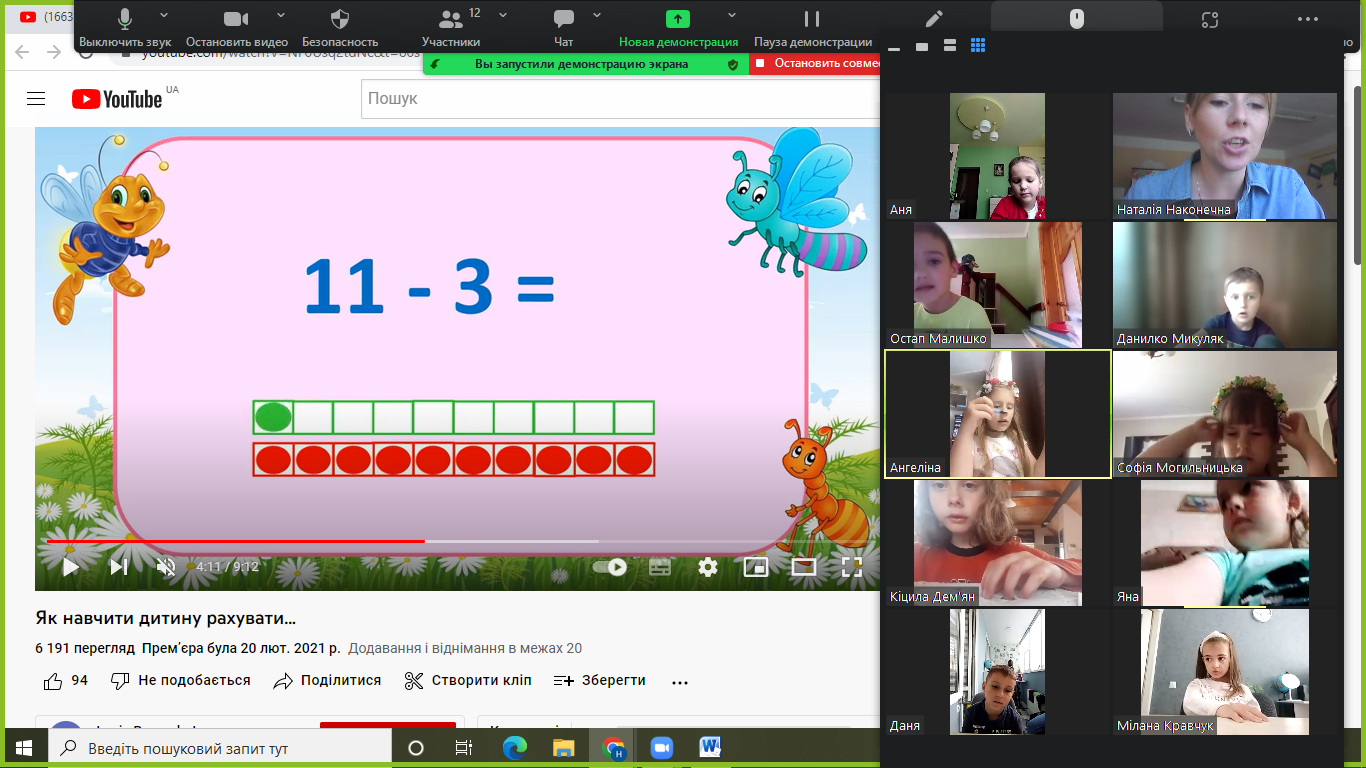 (1663
Выключить звук
Остановить видео
Безопасность
12
Участники
Чат
Новая демонстрация
Пауза демонстрации
Вы запустили демонстрацию экрана
Остановить совме
YouTube UA
Пошук
11 - 3 =
4:11 / 9:12
Як навчити дитину рахувати...
6 191 перегляд Прем’єра була 20 лют. 2021 р. Додавання і віднімання в межах 20
94 Не подобається Поділитися Створити кліп Зберегти
Введіть пошуковий запит тут
Аня
Наталія Наконечна
Остап Малишко
Данилко Микуляк
Ангеліна
Софія Могильницька
Кіцила Дем'ян
Яна
Даня
Мілана Кравчук